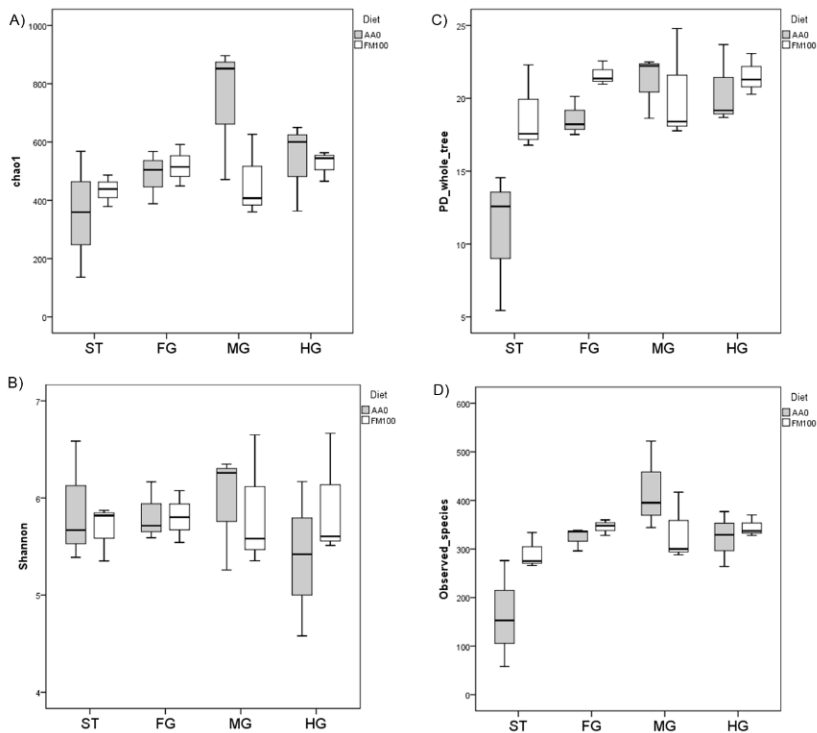 A)
Diet
AA0
FM100
1000
800
600
400
200
0
chao1
ST FG MG HG
C)
Diet
AA0
FM100
25
20
15
10
5
PD_whole_tree
ST FG MG HG
B)
Diet
AA0
FM100
7
6
5
4
Shannon
ST FG MG HG
D)
Diet
AA0
FM100
600
500
400
300
200
100
0
Observed_species
ST FG MG HG